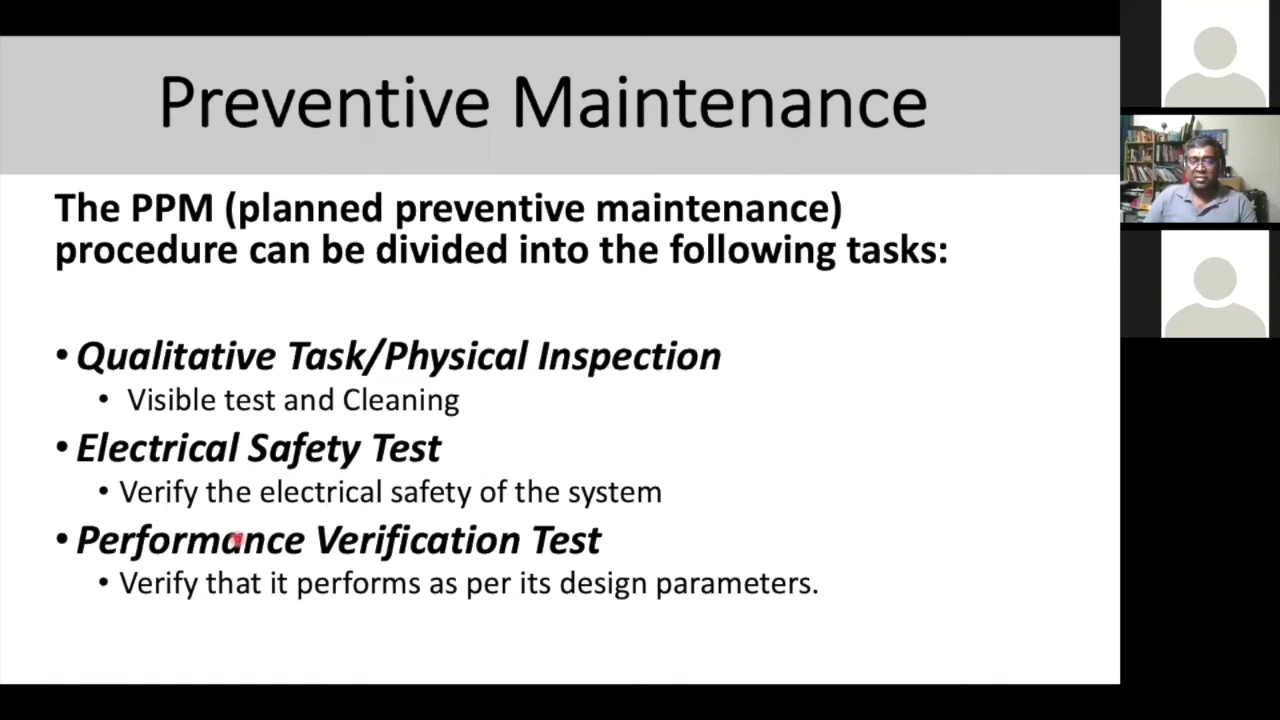 Preventive Maintenance
The PPM (planned preventive maintenance)
procedure can be divided into the following tasks:
• Qualitative Task/Physical Inspection
• Visible test and Cleaning
• Electrical Safety Test
• Verify the electrical safety of the system
• Performance Verification Test
• Verify that it performs as per its design parameters.